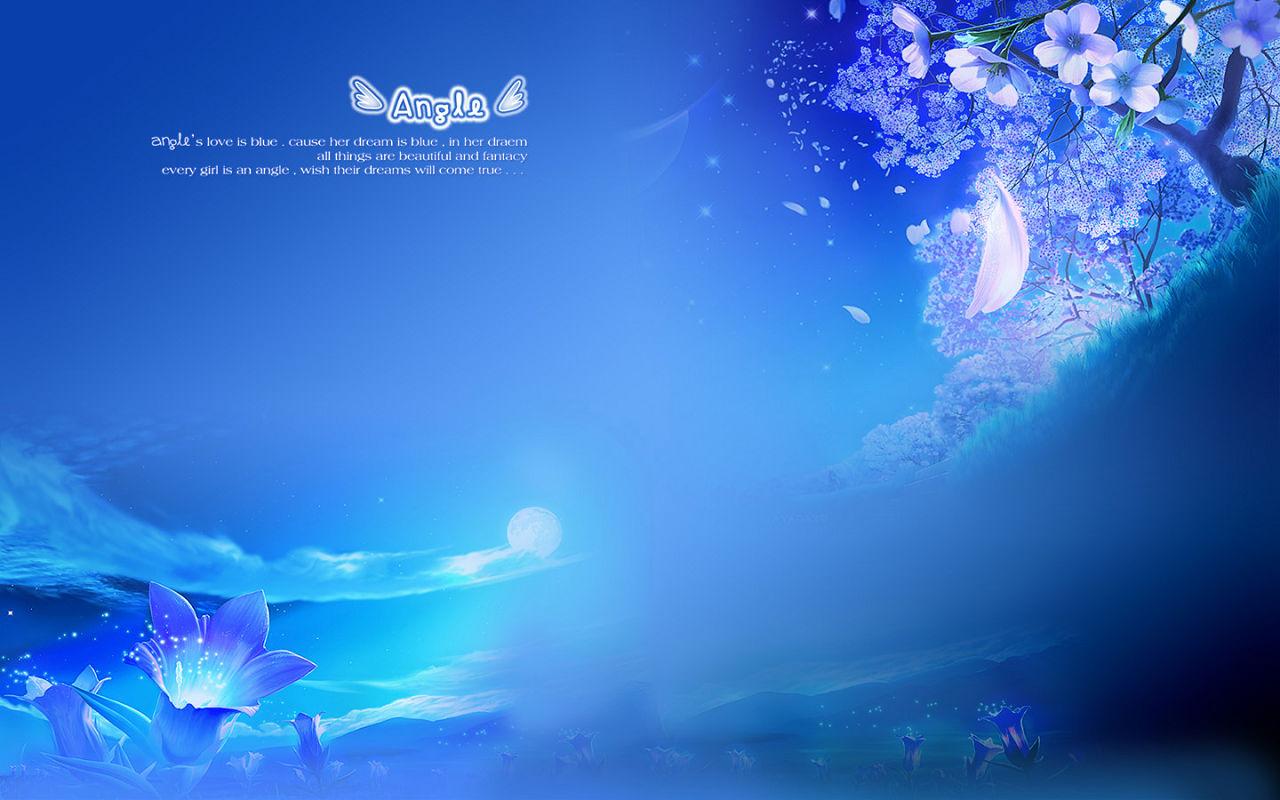 Angle
angle's love is blue . cause her dream is blue , in her draem
all things are beautiful and fantacy
every girl is an angle , wish their dreams will come true . . .